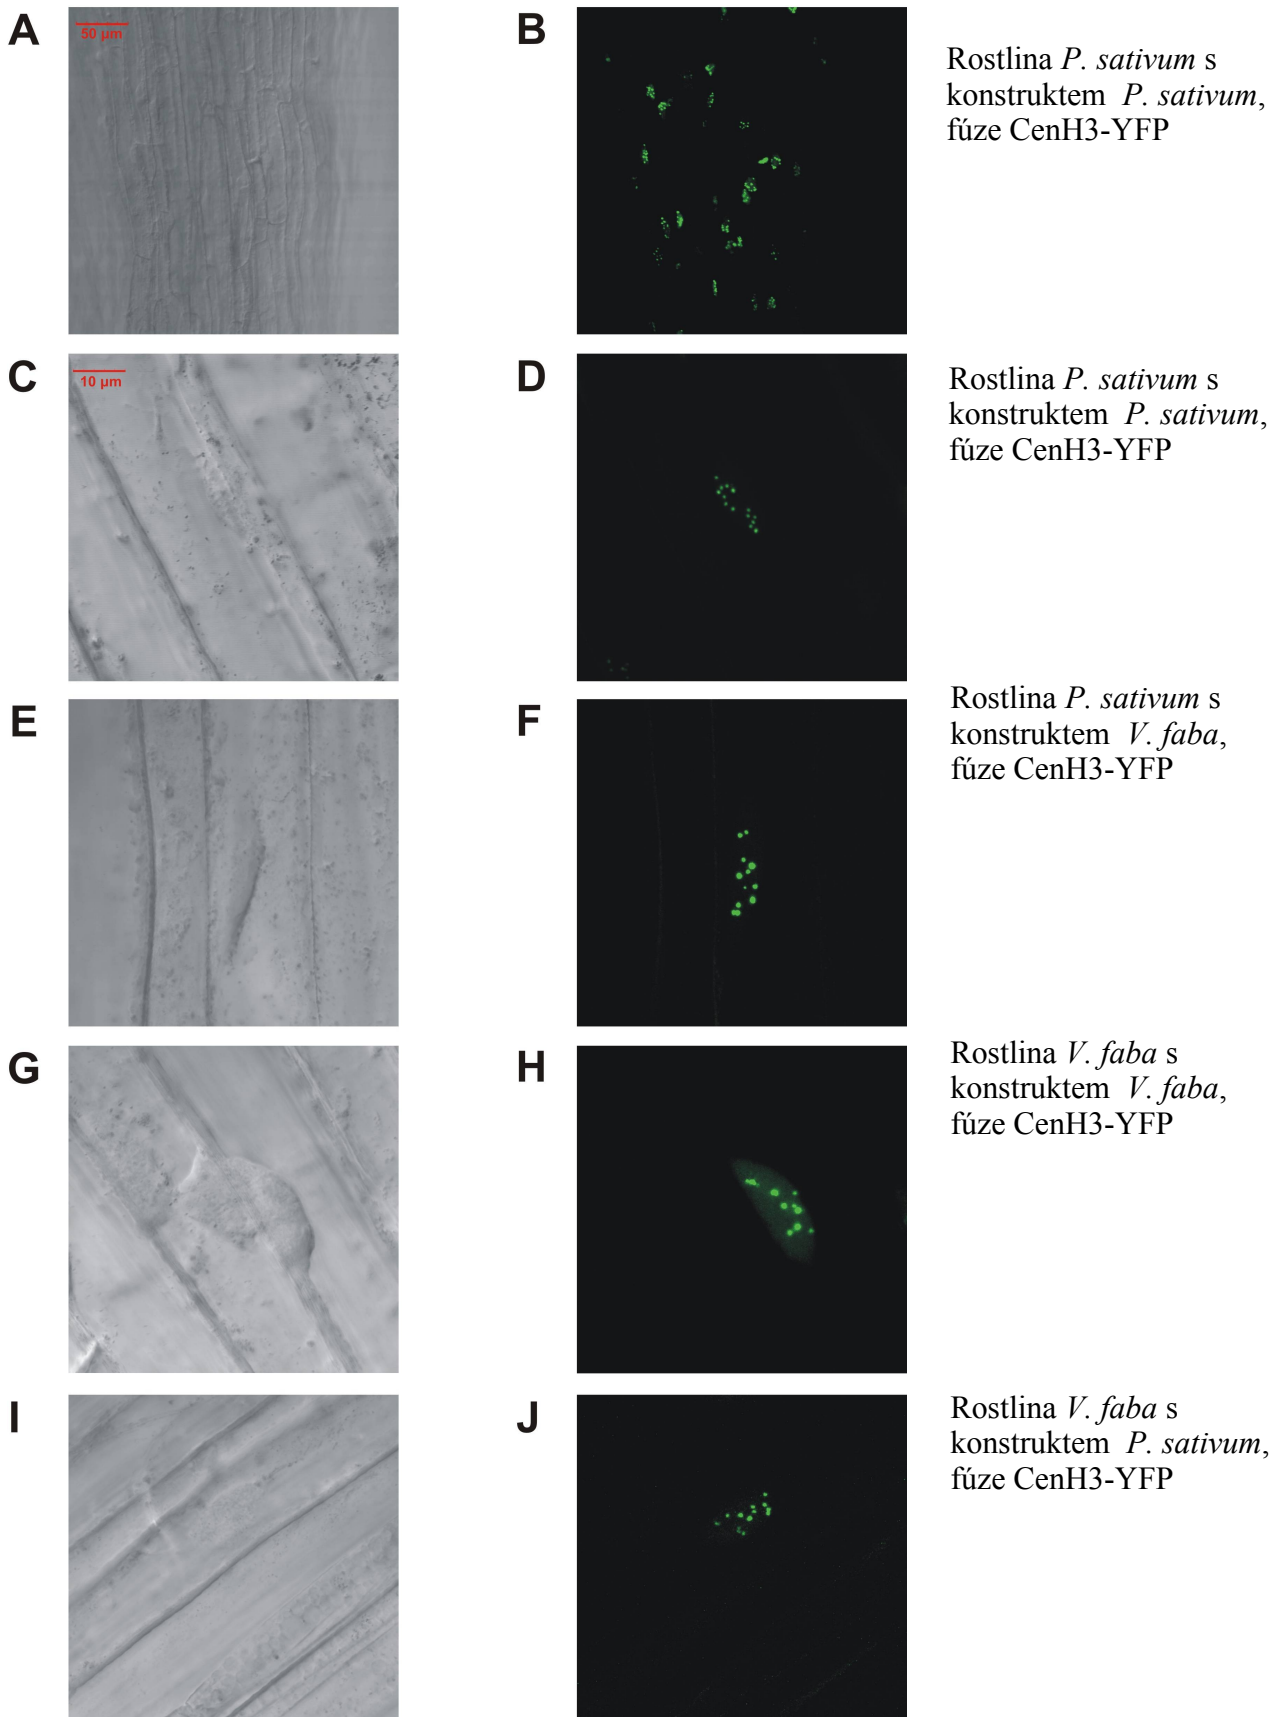 A
50 µm
B
Rostlina P. sativum s
konstruktem P. sativum,
fúze CenH3-YFP
C
10 µm
D
Rostlina P. sativum s
konstruktem P. sativum,
fúze CenH3-YFP
E
F
Rostlina P. sativum s
konstruktem V. faba,
fúze CenH3-YFP
G
H
Rostlina V. faba s
konstruktem V. faba,
fúze CenH3-YFP
I
J
Rostlina V. faba s
konstruktem P. sativum,
fúze CenH3-YFP